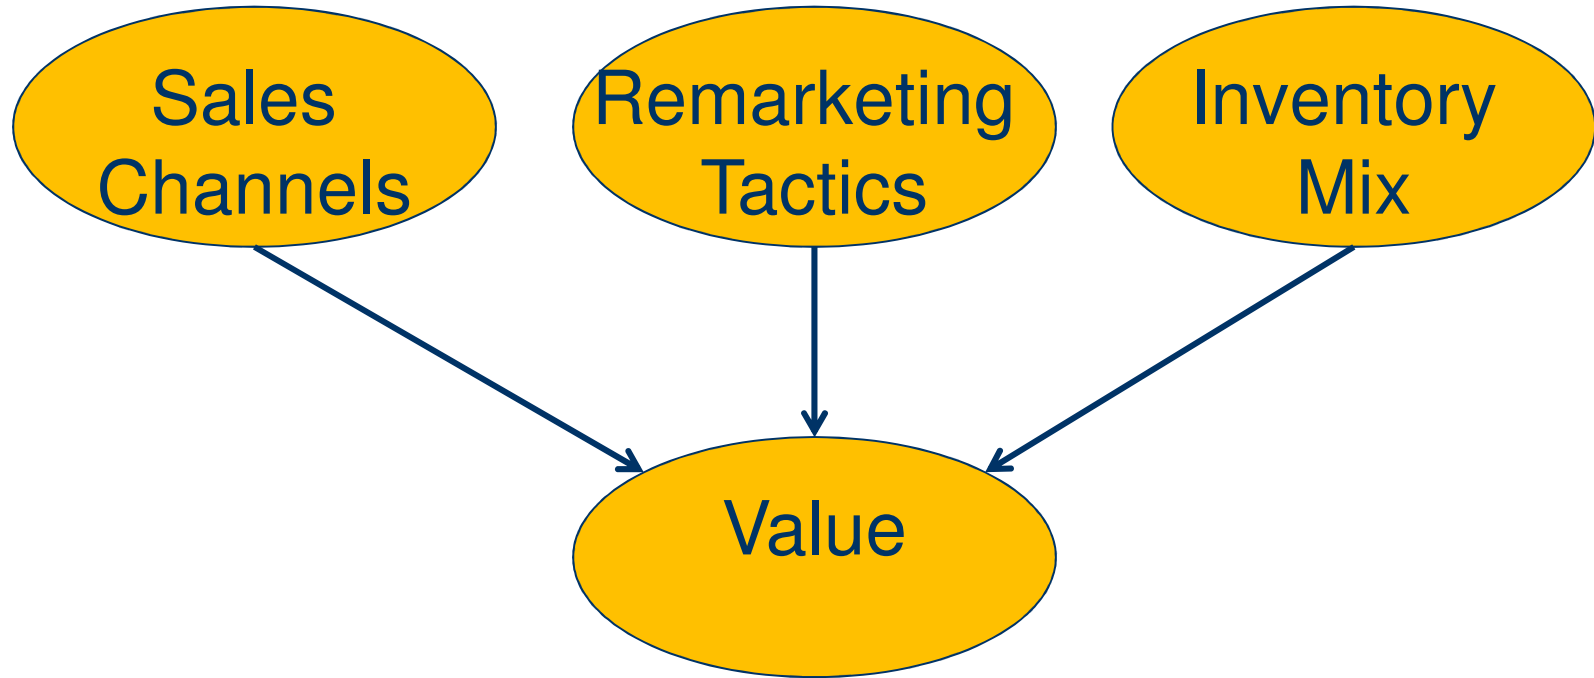 Sales
Channels
Remarketing
Tactics
Inventory
Mix
Value